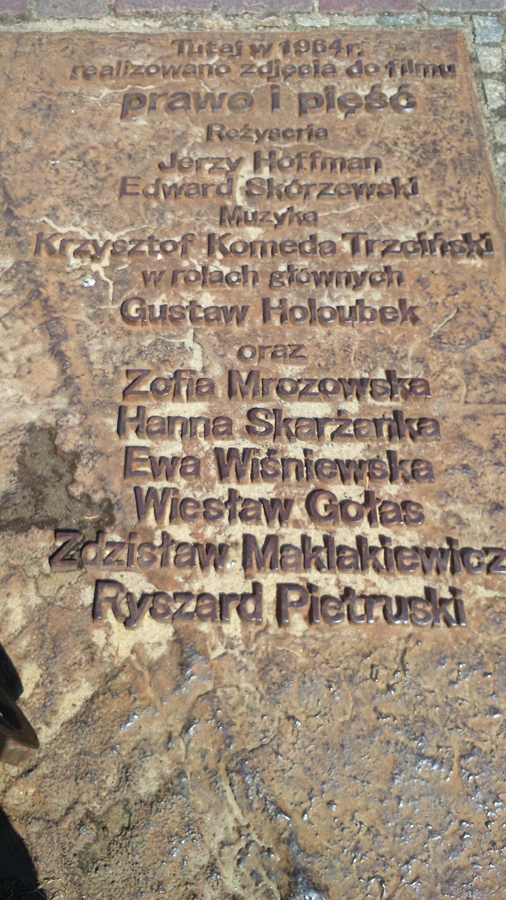 Tutaj w 1964 r.
realizowano zdjęcia do filmu
prawo i pięść
Reżyseria
Jerzy Hoffman
Edward Skórzewski
Muzyka
Krzysztof Komeda Trzciński
w rolach głównych
Gustaw Holoubek
oraz
Zofia Mrozowska
Hanna Skarżanka
Ewa Wiśniewska
Wiesław Gołas
Zdzisław Maklakiewicz
Ryszard Pietruski